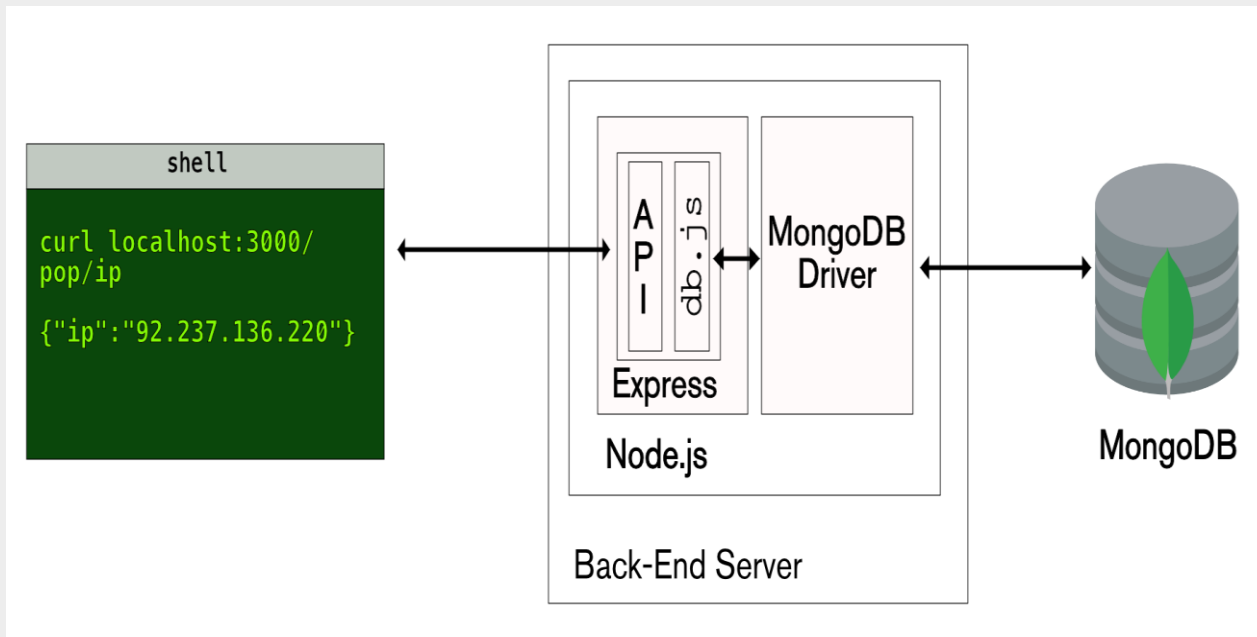 shell
curl localhost:3000/
pop/ip
{"ip":"92.237.136.220"}
API
db.js
Express
MongoDB
Driver
Node.js
Back-End Server
MongoDB